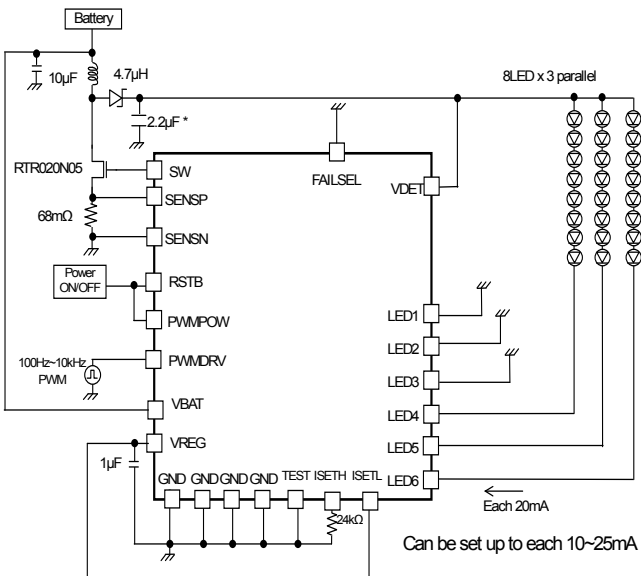 Battery
10μF
4.7μH
8LED x 3 parallel
2.2μF *
RTR020N05
SW
FAILSEL
VDET
SENSP
68mΩ
SENSN
Power
ON/OFF
RSTB
PWMPOW
LED1
LED2
100Hz~10kHz
PWM
PWMDRV
LED3
VBAT
LED4
VREG
LED5
1μF
GND GND GND GND TEST ISETH ISETL
LED6
24kΩ
Each 20mA
Can be set up to each 10~25mA